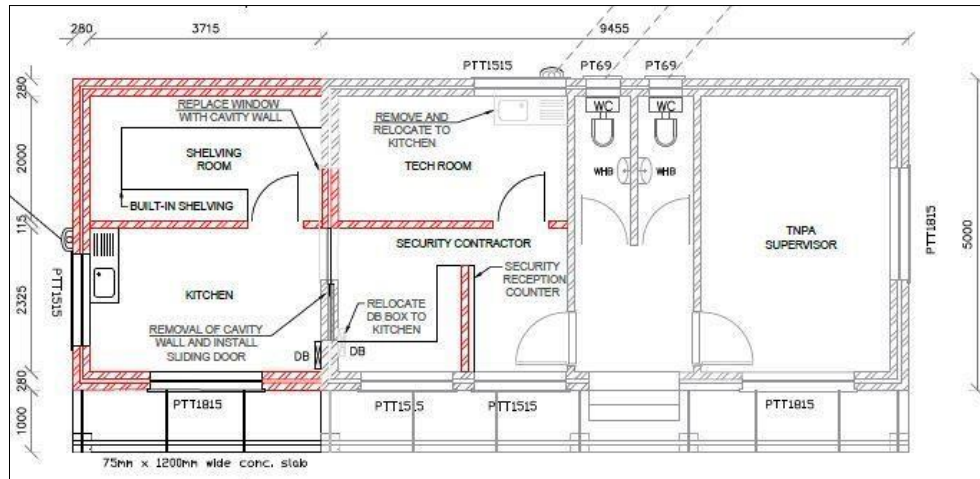 280
3715
9455
PTT1515
PT69
PT69
280
2000
115
2325
280
1000
REPLACE WINDOW
WITH CAVITY WALL
REMOVE AND
RELOCATE TO
KITCHEN
WC
WC
SHELVING
ROOM
TECH ROOM
WHB
WHB
BUILT-IN SHELVING
TNPA
SUPERVISOR
PTT1815
5000
SECURITY CONTRACTOR
SECURITY
RECEPTION
COUNTER
PTT1515
KITCHEN
RELOCATE
DB BOX TO
KITCHEN
REMOVAL OF CAVITY
WALL AND INSTALL
SLIDING DOOR
DB
DB
PTT1815
PTT1515
PTT1515
PTT1815
75mm x 1200mm wide conc. slab